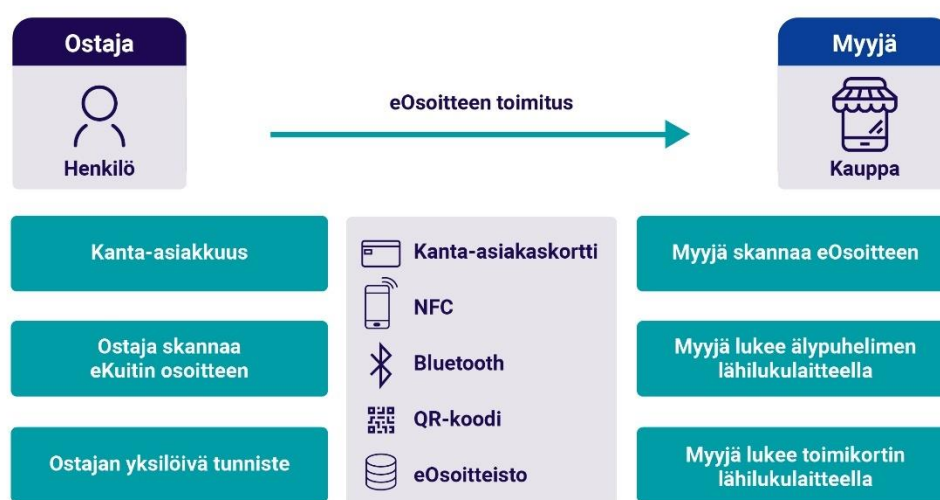 Ostaja
Henkilö
eOsoitteen toimitus
Myyjä
Kauppa
Kanta-asiakkuus
Ostaja skannaa
eKuitin osoitteen
Ostajan yksilöivä tunniste
Kanta-asiakaskortti
NFC
Bluetooth
QR-koodi
eOsoitteisto
Myyjä skannaa eOsoitteen
Myyjä lukee älypuhelimen
lähilukulaitteella
Myyjä lukee toimikortin
lähilukulaitteella